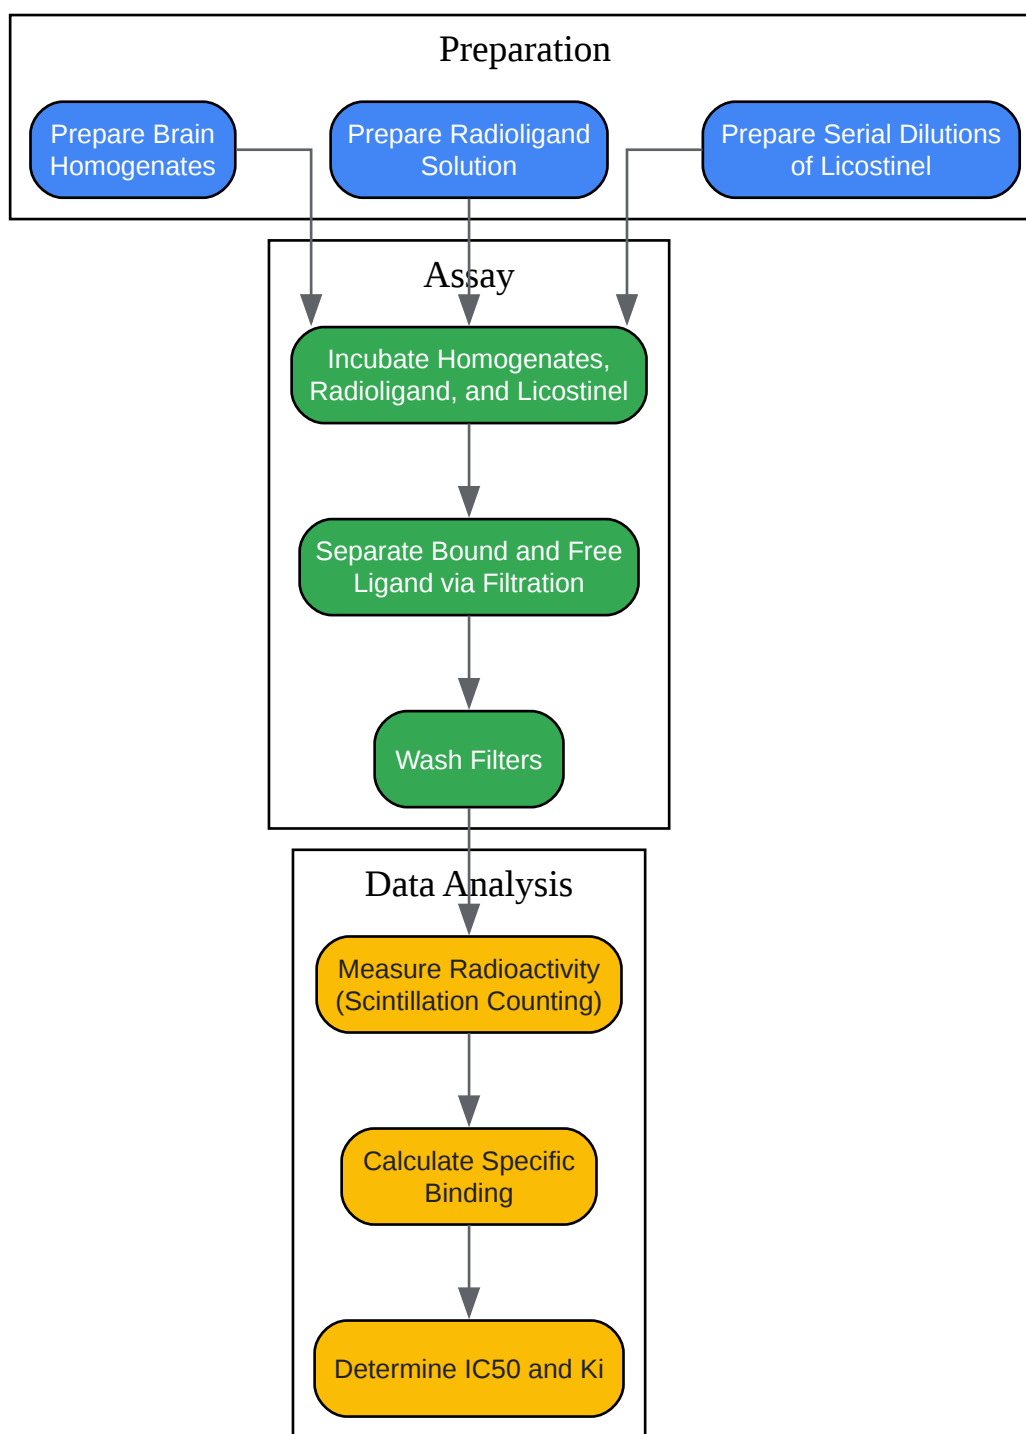 Preparation
Prepare Brain
Homogenates
Prepare Radioligand
Solution
Prepare Serial Dilutions
of Licostinel
Assay
Incubate Homogenates,
Radioligand, and Licostinel
Separate Bound and Free
Ligand via Filtration
Wash Filters
Data Analysis
Measure Radioactivity
(Scintillation Counting)
Calculate Specific
Binding
Determine IC50 and Ki